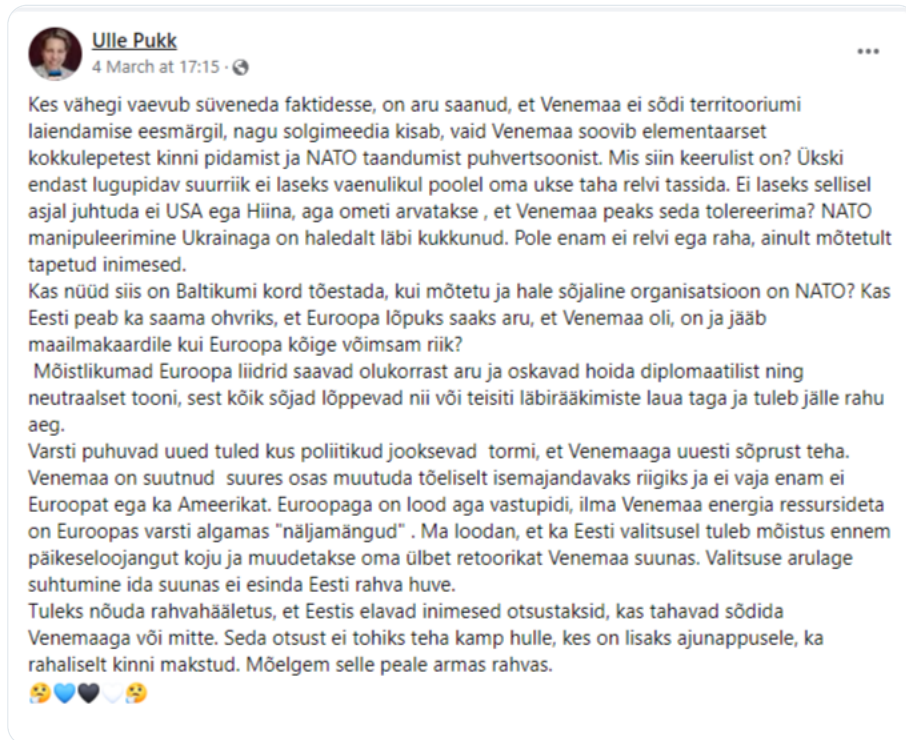 Ulle Pukk
4 March at 17:15 ·
Kes vähegi vaevub süveneda faktidesse, on aru saanud, et Venemaa ei sõdi territooriumi
laiendamise eesmärgil, nagu solgimeedia kisab, vaid Venemaa soovib elementaarset
kokkulepetest kinni pidamist ja NATO taandumist puhvertsoonist. Mis siin keerulist on? Ükski
endast lugupidav suurriik ei laseks vaenulikul poolel oma ukse taha relvi tassida. Ei laseks sellisel
asjal juhtuda ei USA ega Hiina, aga ometi arvatakse , et Venemaa peaks seda tolereerima? NATO
manipuleerimine Ukrainaga on haledalt läbi kukkunud. Pole enam ei relvi ega raha, ainult mõtetult
tapetud inimesed.
Kas nüüd siis on Baltikumi kord tõestada, kui mõtetu ja hale sõjaline organisatsioon on NATO? Kas
Eesti peab ka saama ohvriks, et Euroopa lõpuks saaks aru, et Venemaa oli, on ja jääb
maailmakaardile kui Euroopa kõige võimsam riik?
Mõistlikumad Euroopa liidrid saavad olukorrast aru ja oskavad hoida diplomaatilist ning
neutraalset tooni, sest kõik sõjad lõppevad nii või teisiti läbirääkimiste laua taga ja tuleb jälle rahu
aeg.
Varsti puhuvad uued tuled kus poliitikud jooksevad tormi, et Venemaaga uuesti sõprust teha.
Venemaa on suutnud suures osas muutuda tõeliselt isemajandavaks riigiks ja ei vaja enam ei
Euroopat ega ka Ameerikat. Euroopaga on lood aga vastupidi, ilma Venemaa energia ressursideta
on Euroopas varsti algamas "näljamängud" . Ma loodan, et ka Eesti valitsusel tuleb mõistus ennem
päikeseloojangut koju ja muudetakse oma ülbet retoorikat Venemaa suunas. Valitsuse arulage
suhtumine ida suunas ei esinda Eesti rahva huve.
Tuleks nõuda rahvahääletus, et Eestis elavad inimesed otsustaksid, kas tahavad sõdida
Venemaaga või mitte. Seda otsust ei tohiks teha kamp hulle, kes on lisaks ajunappusele, ka
rahaliselt kinni makstud. Mõelgem selle peale armas rahvas.
🤔💙🖤🤍🤔